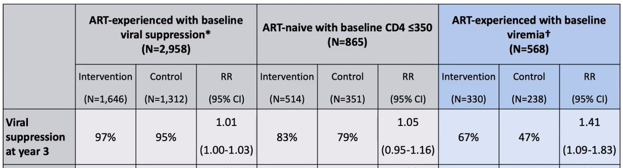 ART-experienced with baseline viral suppression* (N=2,958)
ART-naive with baseline CD4 ≤350 (N=865)
ART-experienced with baseline viremia† (N=568)
Intervention (N=1,646)
Control (N=1,312)
RR (95% CI)
Intervention (N=514)
Control (N=351)
RR (95% CI)
Intervention (N=330)
Control (N=238)
RR (95% CI)
Viral suppression at year 3
97%
95%
1.01
(1.00-1.03)
83%
79%
1.05
(0.95-1.16)
67%
47%
1.41
(1.09-1.83)